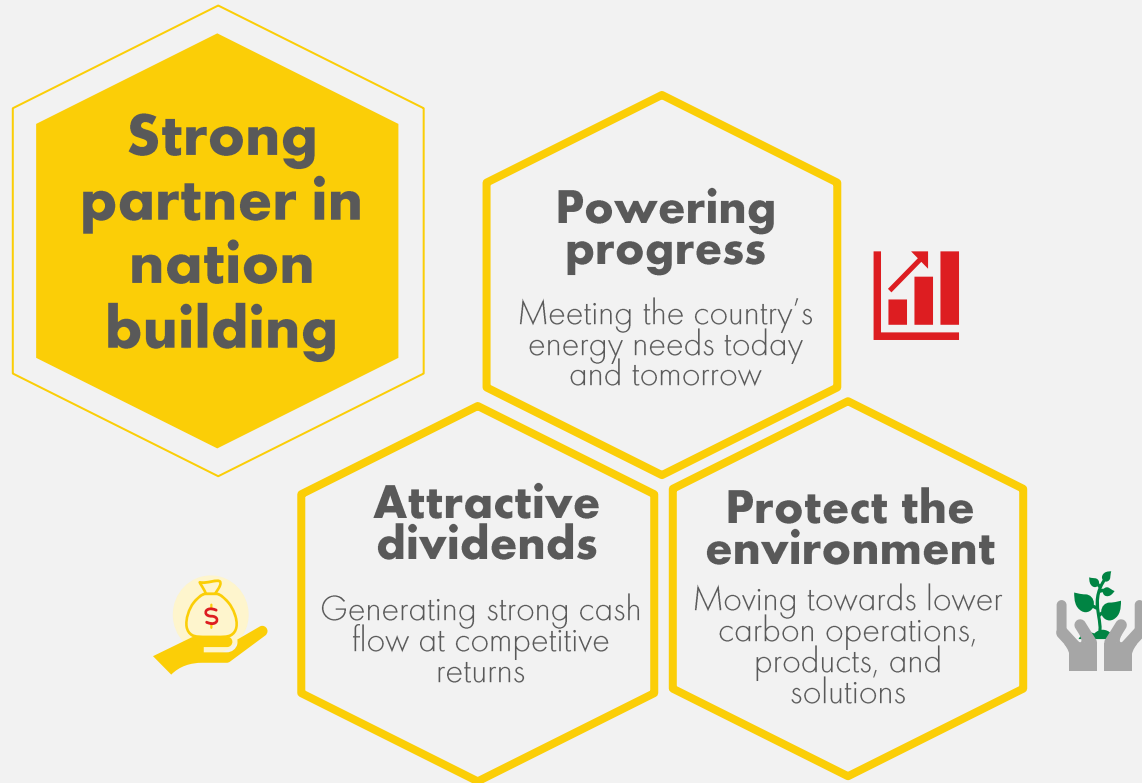 Strong
partner in
nation
building
Powering
progress
Meeting the country’s
energy needs today
and tomorrow
Attractive
dividends
Generating strong cash
flow at competitive
returns
$
Protect the
environment
Moving towards lower
carbon operations,
products, and
solutions